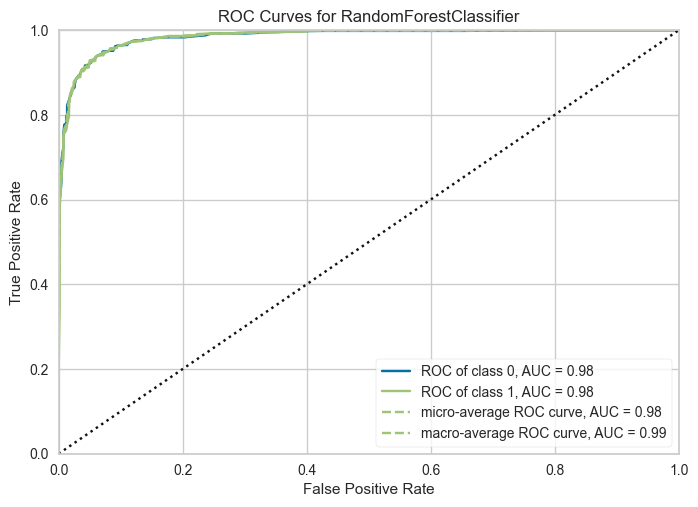 ROC Curves for RandomForestClassifier
1.0
0.8
0.6
0.4
0.2
0.0
True Positive Rate
ROC of class 0, AUC = 0.98
ROC of class 1, AUC = 0.98
micro-average ROC curve, AUC = 0.98
macro-average ROC curve, AUC = 0.99
0.0 0.2 0.4 0.6 0.8 1.0
False Positive Rate